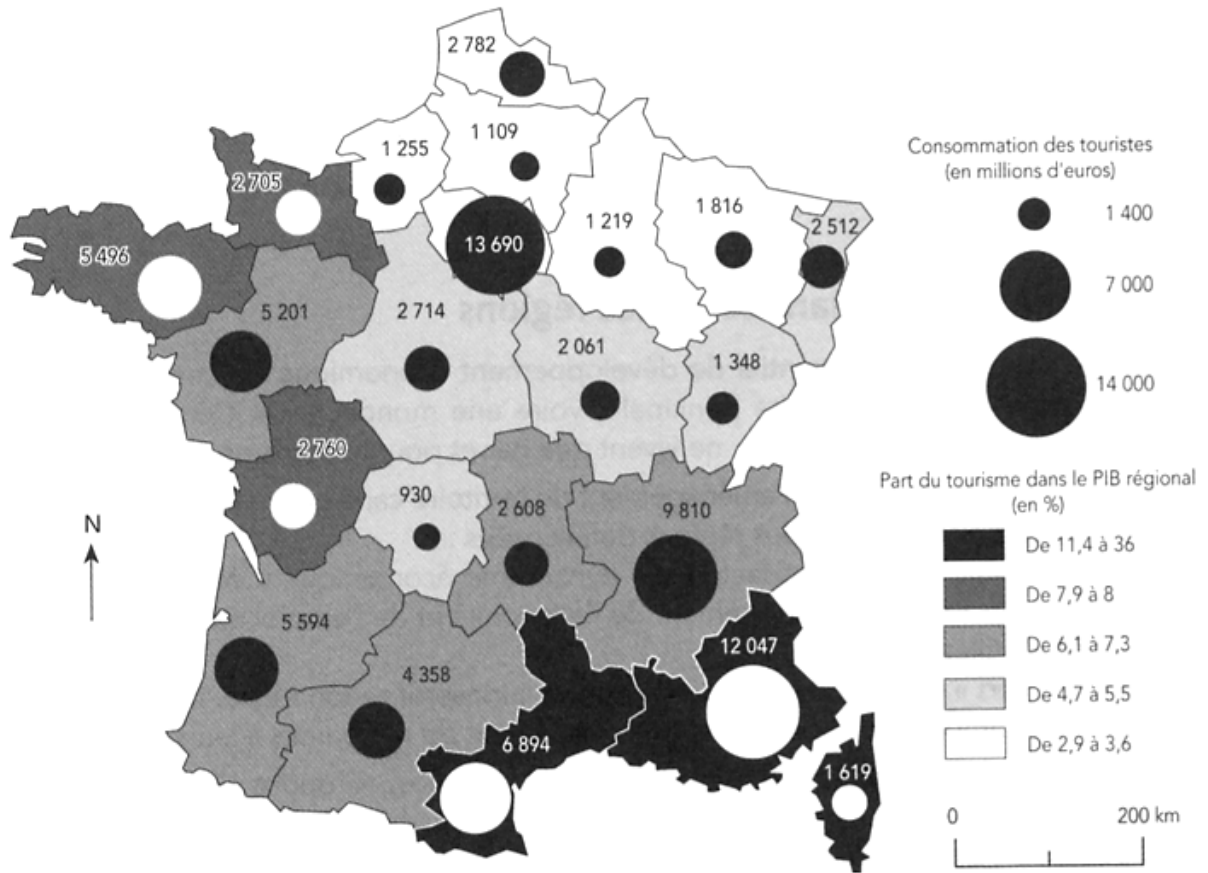 2 782
1 109
1 255
2 705
13 690
1 219
1 816
2 512
5 496
5 201
2 714
2 061
1 348
2 760
930
2 608
9 810
5 594
4 358
12 047
6 894
1 619
N
Consommation des touristes
(en millions d'euros)
1 400
7 000
14 000
Part du tourisme dans le PIB régional
(en %)
De 11,4 à 36
De 7,9 à 8
De 6,1 à 7,3
De 4,7 à 5,5
De 2,9 à 3,6
0 200 km